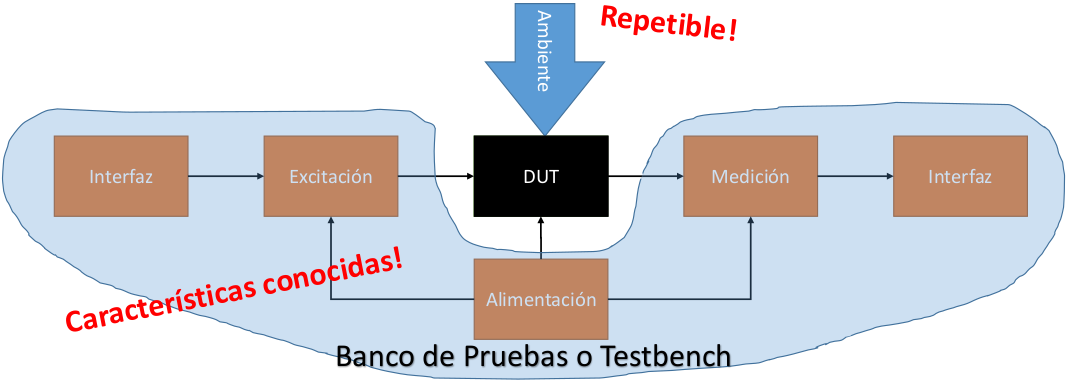 Ambiente
Repetible!
Interfaz
Excitación
DUT
Medición
Interfaz
Características conocidas!
Alimentación
Banco de Pruebas o Testbench